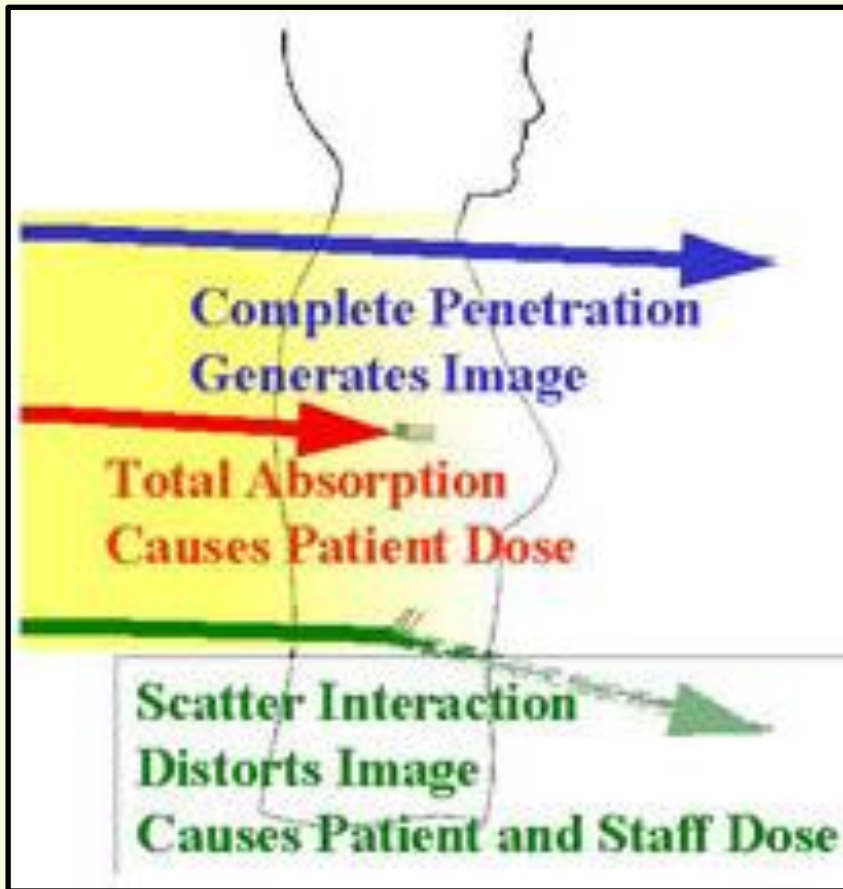 Complete Penetration
Generates Image
Total Absorption
Causes Patient Dose
Scatter Interaction
Distorts Image
Causes Patient and Staff Dose